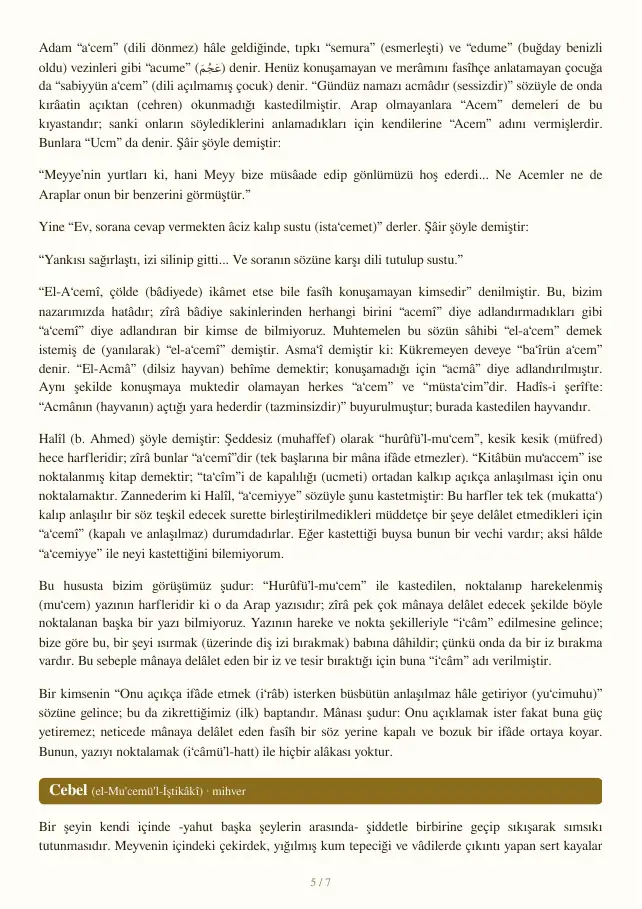 Adam “a‘cem” (dili dönmez) hâle geldiğinde, tıpkı “semura” (esmerleşti) ve “edume” (buğday benizli
oldu) vezinleri gibi “acume” (عَجُمَ) denir. Henüz konuşamayan ve merâmını fasîhçe anlatamayan çocuğa
da “sabiyyün a‘cem” (dili açılmamış çocuk) denir. “Gündüz namazı acmâdır (sessizdir)” sözüyle de onda
kırâatin açıktan (cehren) okunmadığı kastedilmiştir. Arap olmayanlara “Acem” demeleri de bu
kıyastandır; sanki onların söylediklerini anlamadıkları için kendilerine “Acem” adını vermişlerdir.
Bunlara “Ucm” da denir. Şâir şöyle demiştir:
“Meyye’nin yurtları ki, hani Meyy bize müsâade edip gönlümüzü hoş ederdi... Ne Acemler ne de
Araplar onun bir benzerini görmüştür.”
Yine “Ev, sorana cevap vermekten âciz kalıp sustu (ista‘cemet)” derler. Şâir şöyle demiştir:
“Yankısı sağırlaştı, izi silinip gitti... Ve soranın sözüne karşı dili tutulup sustu.”
“El-A‘cemî, çölde (bâdiyede) ikâmet etse bile fasîh konuşamayan kimsedir” denilmiştir. Bu, bizim
nazarımızda hatâdır; zîrâ bâdiye sakinlerinden herhangi birini “acemî” diye adlandırmadıkları gibi
“a‘cemî” diye adlandıran bir kimse de bilmiyoruz. Muhtemelen bu sözün sâhibi “el-a‘cem” demek
istemiş de (yanılarak) “el-a‘cemî” demiştir. Asma‘î demiştir ki: Kükremeyen deveye “ba‘îrün a‘cem”
denir. “El-Acmâ” (dilsiz hayvan) behîme demektir; konuşamadığı için “acmâ” diye adlandırılmıştır.
Aynı şekilde konuşmaya muktedir olamayan herkes “a‘cem” ve “müsta‘cim”dir. Hadîs-i şerîfte:
“Acmânın (hayvanın) açtığı yara hederdir (tazminsizdir)” buyurulmuştur; burada kastedilen hayvandır.
Halîl (b. Ahmed) şöyle demiştir: Şeddesiz (muhaffef) olarak “hurûfü’l-mu‘cem”, kesik kesik (müfred)
hece harfleridir; zîrâ bunlar “a‘cemî”dir (tek başlarına bir mâna ifâde etmezler). “Kitâbün mu‘accem” ise
noktalanmış kitap demektir; “ta‘cîm”i de kapalılığı (ucmeti) ortadan kalkıp açıkça anlaşılması için onu
noktalamaktır. Zannederim ki Halîl, “a‘cemiyye” sözüyle şunu kastetmiştir: Bu harfler tek tek (mukatta‘)
kalıp anlaşılır bir söz teşkil edecek surette birleştirilmedikleri müddetçe bir şeye delâlet etmedikleri için
“a‘cemî” (kapalı ve anlaşılmaz) durumdadırlar. Eğer kastettiği buysa bunun bir vechi vardır; aksi hâlde
“a‘cemiyye” ile neyi kastettiğini bilemiyorum.
Bu hususta bizim görüşümüz şudur: “Hurûfü’l-mu‘cem” ile kastedilen, noktalanıp harekelenmiş
(mu‘cem) yazının harfleridir ki o da Arap yazısıdır; zîrâ pek çok mânaya delâlet edecek şekilde böyle
noktalanan başka bir yazı bilmiyoruz. Yazının hareke ve nokta şekilleriyle “i‘câm” edilmesine gelince;
bize göre bu, bir şeyi ısırmak (üzerinde diş izi bırakmak) babına dâhildir; çünkü onda da bir iz bırakma
vardır. Bu sebeple mânaya delâlet eden bir iz ve tesir bıraktığı için buna “i‘câm” adı verilmiştir.
Bir kimsenin “Onu açıkça ifâde etmek (i‘râb) isterken büsbütün anlaşılmaz hâle getiriyor (yu‘cimuhu)”
sözüne gelince; bu da zikrettiğimiz (ilk) baptandır. Mânası şudur: Onu açıklamak ister fakat buna güç
yetiremez; neticede mânaya delâlet eden fasîh bir söz yerine kapalı ve bozuk bir ifâde ortaya koyar.
Bunun, yazıyı noktalamak (i‘câmü’l-hatt) ile hiçbir alâkası yoktur.
Cebel (el-Mu'cemü'l-İştikâkî) · mihver
Bir şeyin kendi içinde -yahut başka şeylerin arasında- şiddetle birbirine geçip sıkışarak sımsıkı
tutunmasıdır. Meyvenin içindeki çekirdek, yığılmış kum tepeciği ve vâdilerde çıkıntı yapan sert kayalar
5 / 7